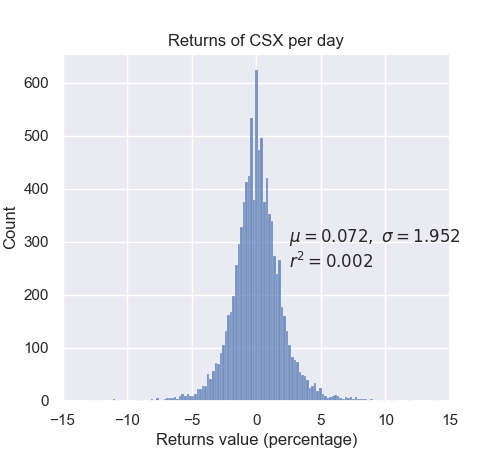 Returns of CSX per day
600
500
400
300
200
100
0
Count
μ = 0.072, σ = 1.952
r² = 0.002
−15 −10 −5 0 5 10 15
Returns value (percentage)